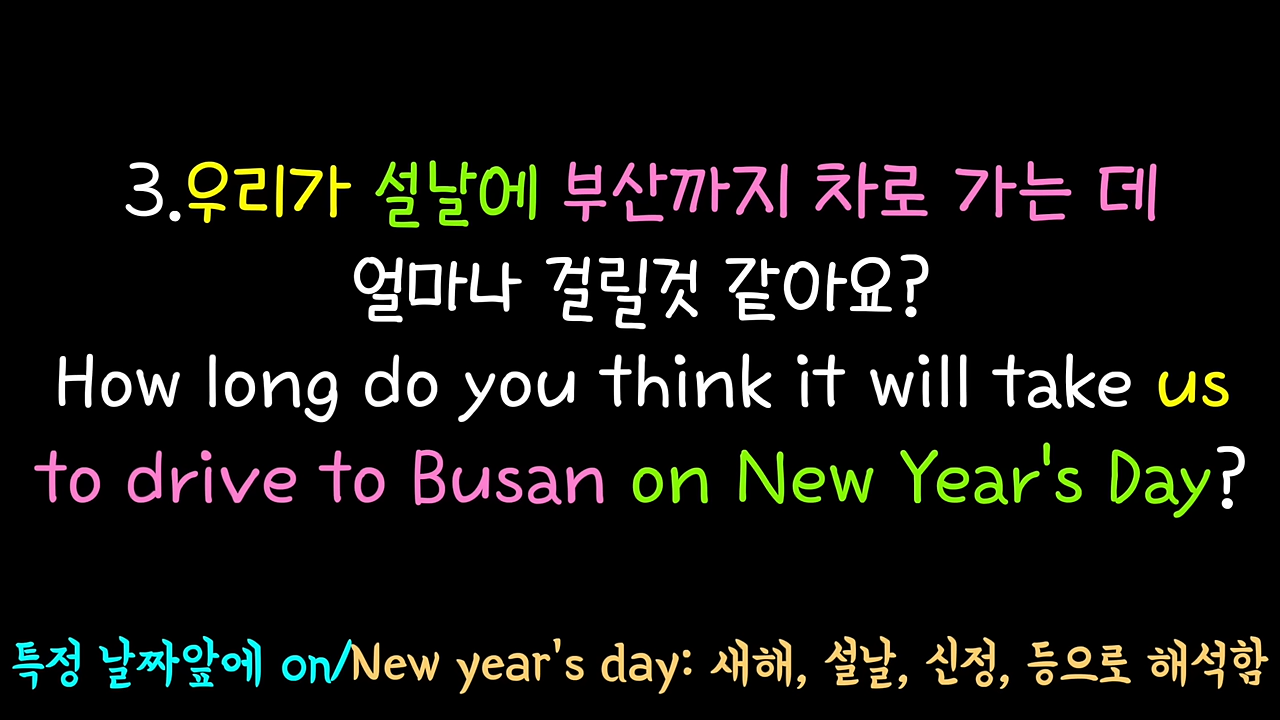 3.우리가 설날에 부산까지 차로 가는 데
얼마나 걸릴것 같아요?
How long do you think it will take us
to drive to Busan on New Year's Day?
특정 날짜앞에 on/New year's day: 새해, 설날, 신정, 등으로 해석함